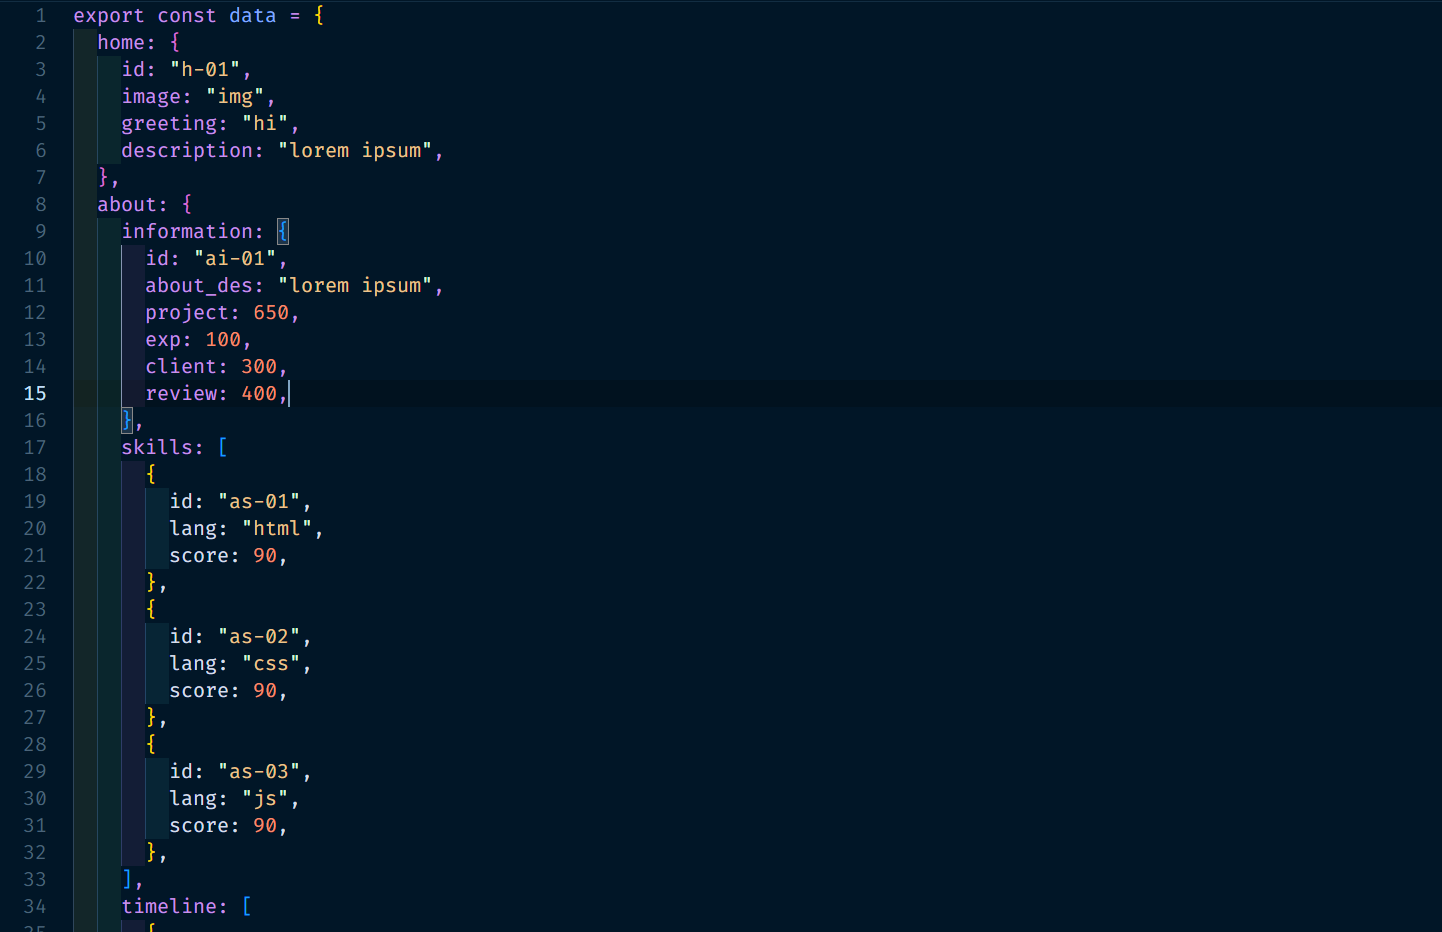 1 export const data = {
2 home: {
3 id: "h-01",
4 image: "img",
5 greeting: "hi",
6 description: "lorem ipsum",
7 },
8 about: {
9 information: {
10 id: "ai-01",
11 about_des: "lorem ipsum",
12 project: 650,
13 exp: 100,
14 client: 300,
15 review: 400,
16 },
17 skills: [
18 {
19 id: "as-01",
20 lang: "html",
21 score: 90,
22 },
23 {
24 id: "as-02",
25 lang: "css",
26 score: 90,
27 },
28 {
29 id: "as-03",
30 lang: "js",
31 score: 90,
32 },
33 ],
34 timeline: [
35 {